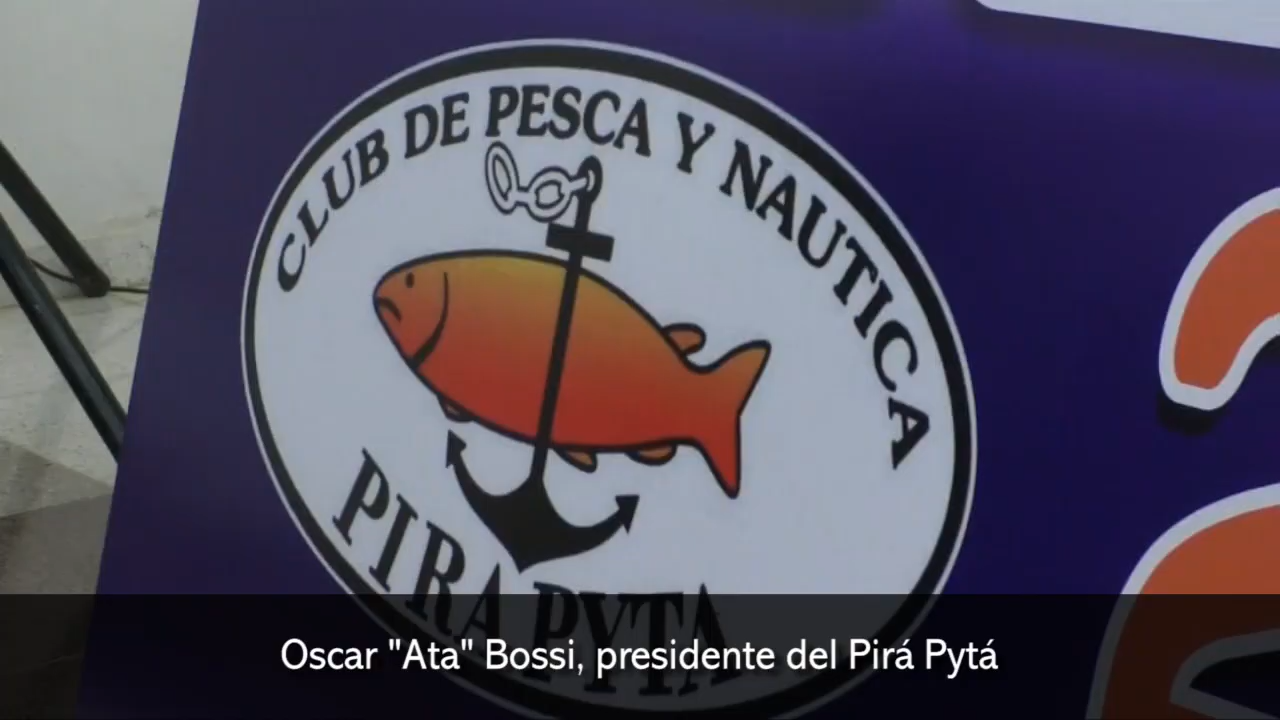 CLUB DE PESCA Y NAUTICA
PIRA PYTA
Oscar "Ata" Bossi, presidente del Pirá Pytá